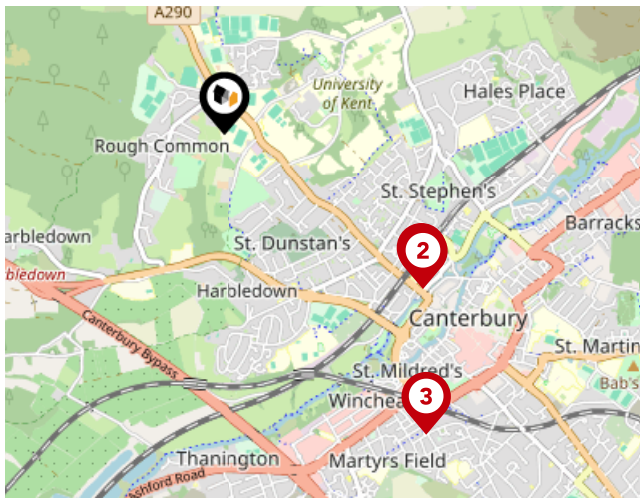 A290
University
of Kent
Hales Place
Rough Common
St. Stephen's
Barracks
arbledown
St. Dunstan's
2
bledown
Harbledown
Canterbury Bypass
Canterbury
St. Martin
St. Mildred's
Bab's
3
Winchea
Thanington
Martyrs Field
Ashford Road